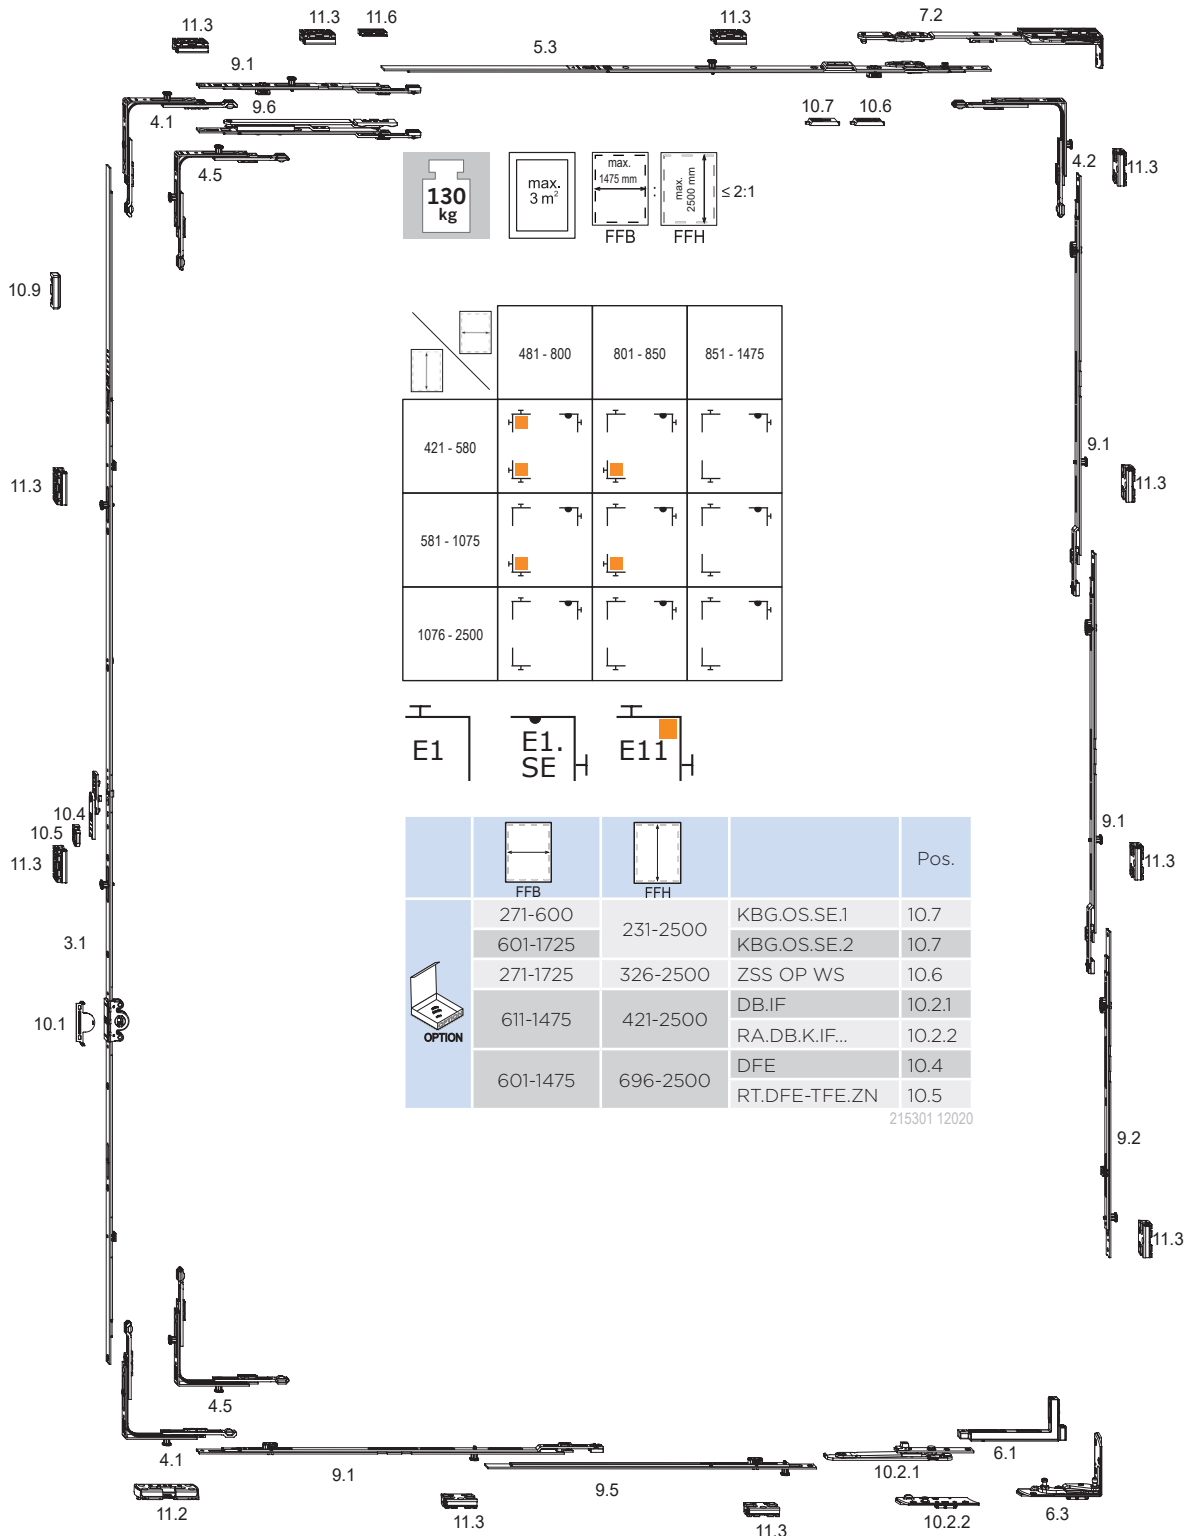 11.3
11.3
11.6
11.3
7.2
5.3
9.1
4.1
9.6
10.7
10.6
4.5
4.2
11.3
130
kg
max.
3 m²
max.
1475 mm
:
max.
2500 mm
≤ 2:1
FFB
FFH
10.9
481 - 800
801 - 850
851 - 1475
421 - 580
9.1
11.3
11.3
581 - 1075
1076 - 2500
E1
E1.
SE
E11
10.4
10.5
11.3
9.1
11.3
FFB
FFH
Pos.
271-600
231-2500
KBG.OS.SE.1
10.7
601-1725
KBG.OS.SE.2
10.7
271-1725
326-2500
ZSS OP WS
10.6
611-1475
421-2500
DB.IF
10.2.1
RA.DB.K.IF...
10.2.2
601-1475
696-2500
DFE
10.4
RT.DFE-TFE.ZN
10.5
OPTION
215301 12020
3.1
10.1
9.2
11.3
4.5
4.1
9.1
9.5
10.2.1
6.1
11.2
11.3
11.3
10.2.2
6.3